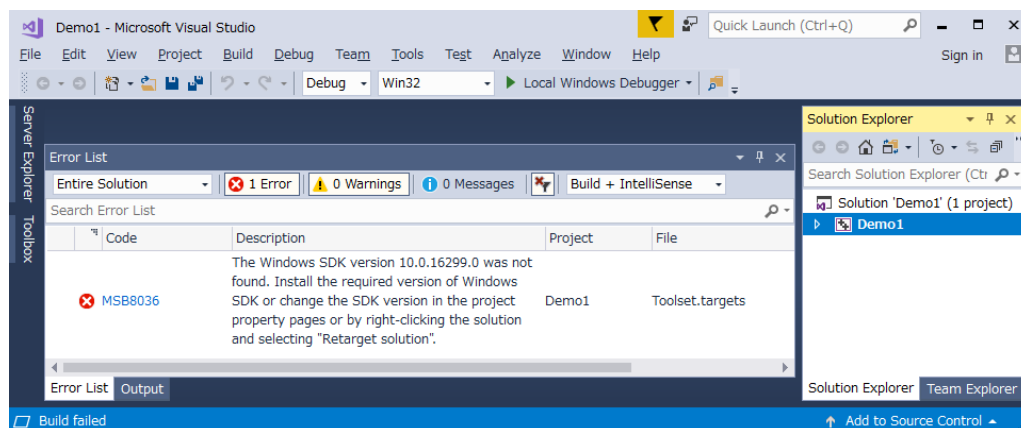 Demo1 - Microsoft Visual Studio
Quick Launch (Ctrl+Q)
File Edit View Project Build Debug Team Tools Test Analyze Window Help
Sign in
Debug Win32 Local Windows Debugger
Server Explorer
Toolbox
Error List
Entire Solution 1 Error 0 Warnings 0 Messages Build + IntelliSense
Search Error List
Code Description Project File
MSB8036
The Windows SDK version 10.0.16299.0 was not
found. Install the required version of Windows
SDK or change the SDK version in the project
property pages or by right-clicking the solution
and selecting "Retarget solution".
Demo1
Toolset.targets
Error List Output
Solution Explorer
Search Solution Explorer (Ctr
Solution 'Demo1' (1 project)
Demo1
Solution Explorer Team Explorer
Build failed
Add to Source Control